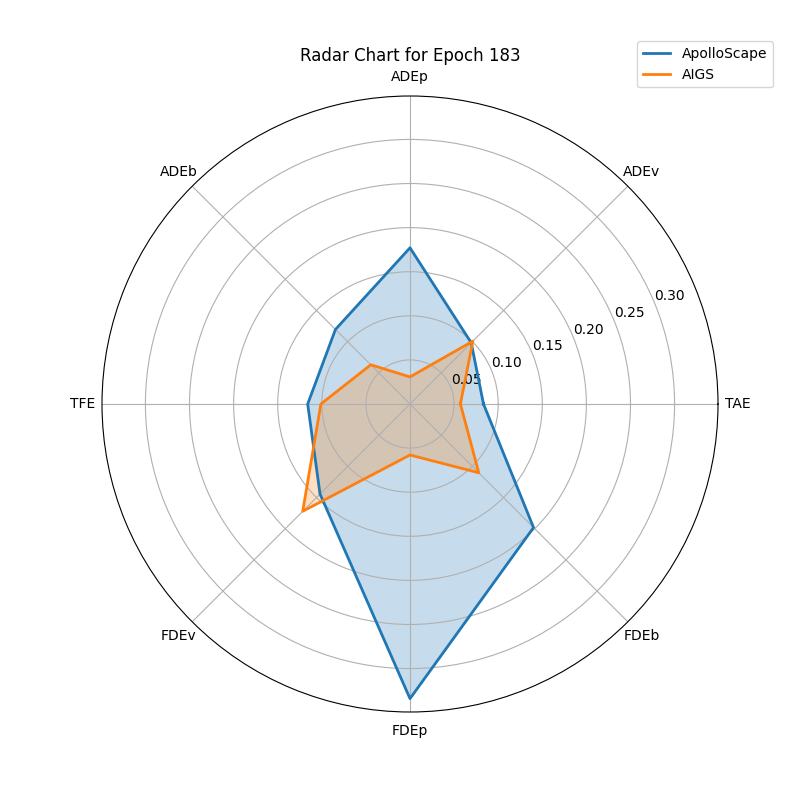 Radar Chart for Epoch 183
ApolloScape
AIGS
ADEp
ADEb
ADEv
0.30
0.25
0.20
0.15
0.10
0.05
TFE
TAE
FDEv
FDEb
FDEp